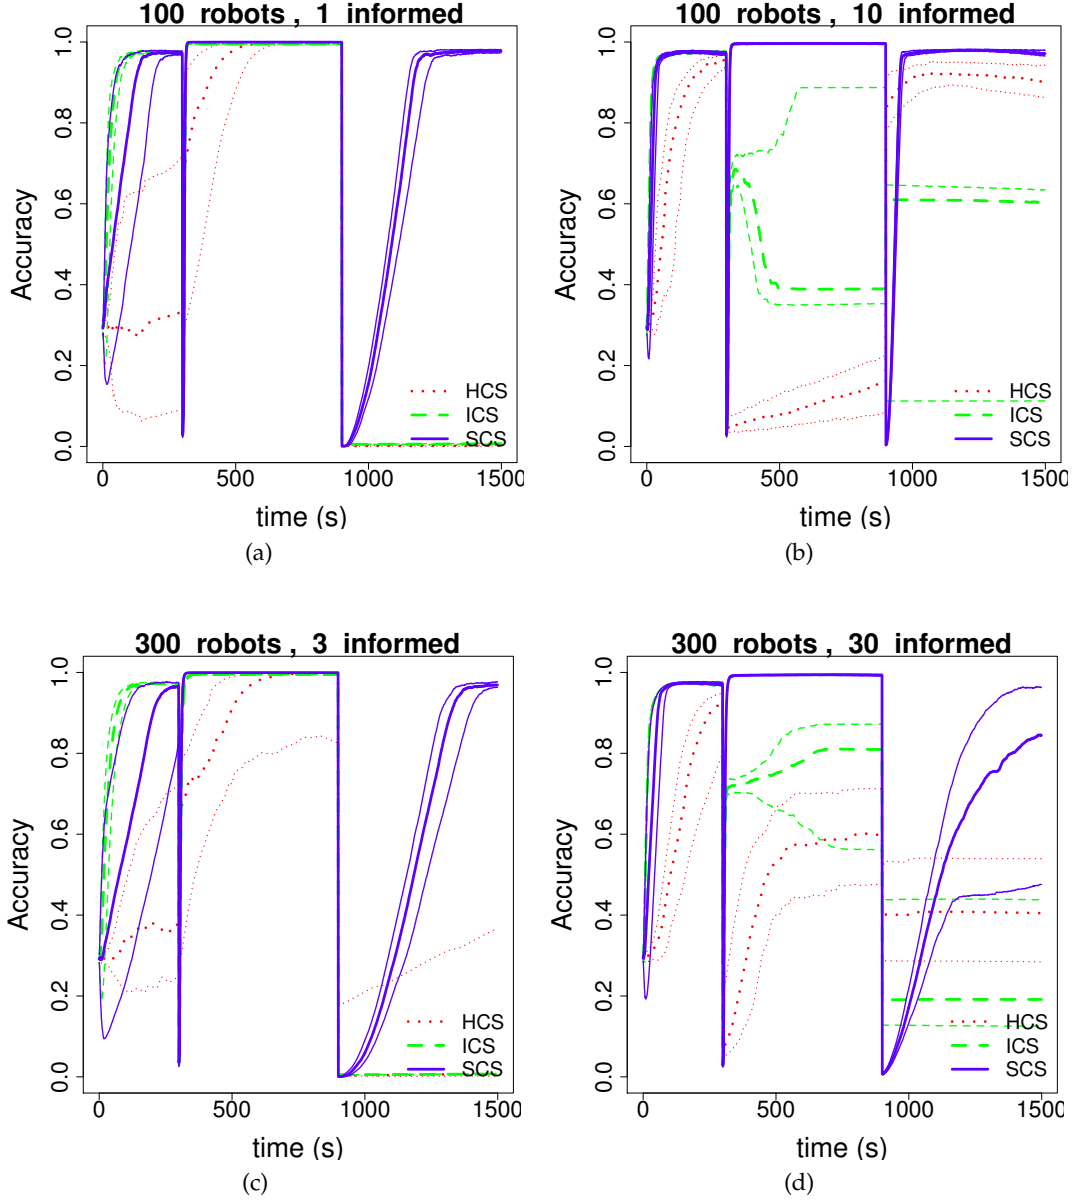 100 robots , 1 informed
Accuracy
1.0
0.8
0.6
0.4
0.2
0.0
HCS
ICS
SCS
0 500 1000 1500
time (s)
(a)
100 robots , 10 informed
Accuracy
1.0
0.8
0.6
0.4
0.2
0.0
HCS
ICS
SCS
0 500 1000 1500
time (s)
(b)
300 robots , 3 informed
Accuracy
1.0
0.8
0.6
0.4
0.2
0.0
HCS
ICS
SCS
0 500 1000 1500
time (s)
(c)
300 robots , 30 informed
Accuracy
1.0
0.8
0.6
0.4
0.2
0.0
HCS
ICS
SCS
0 500 1000 1500
time (s)
(d)